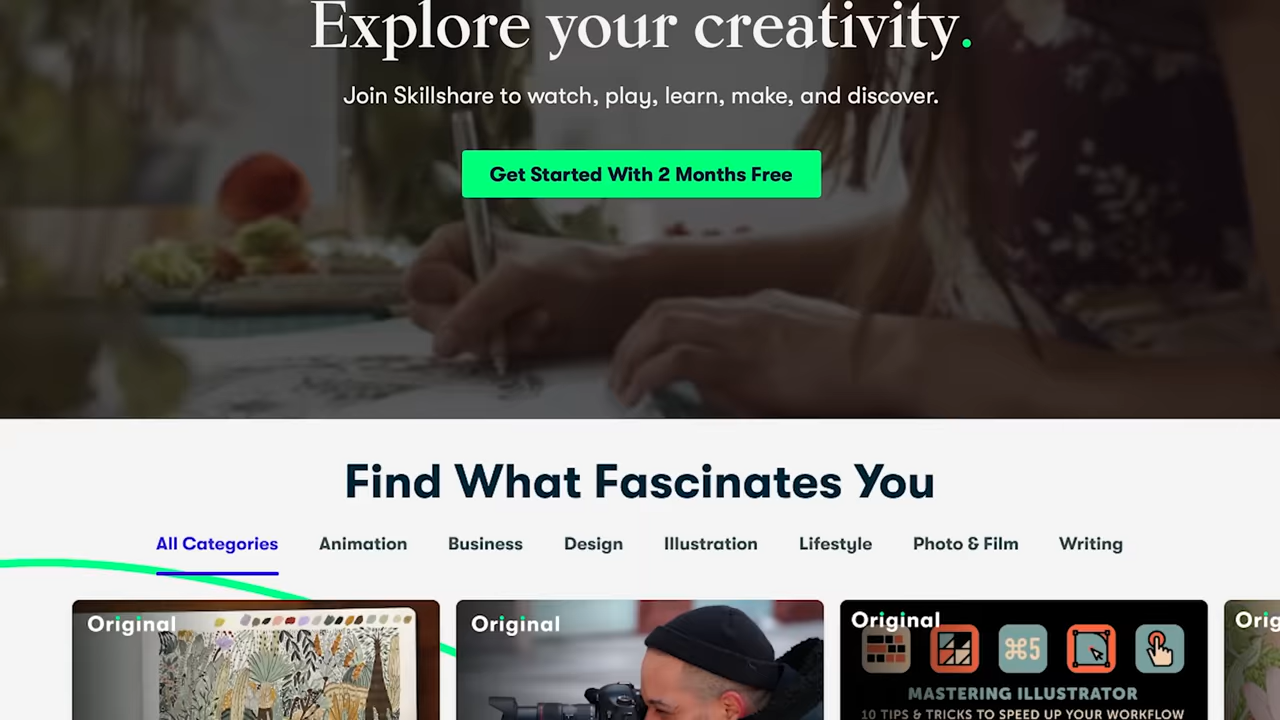 Explore your creativity.
Join Skillshare to watch, play, learn, make, and discover.
Get Started With 2 Months Free
Find What Fascinates You
All Categories Animation Business Design Illustration Lifestyle Photo & Film Writing
Original Original Original Orig
⌘5
MASTERING ILLUSTRATOR
10 TIPS & TRICKS TO SPEED UP YOUR WORKFLOW